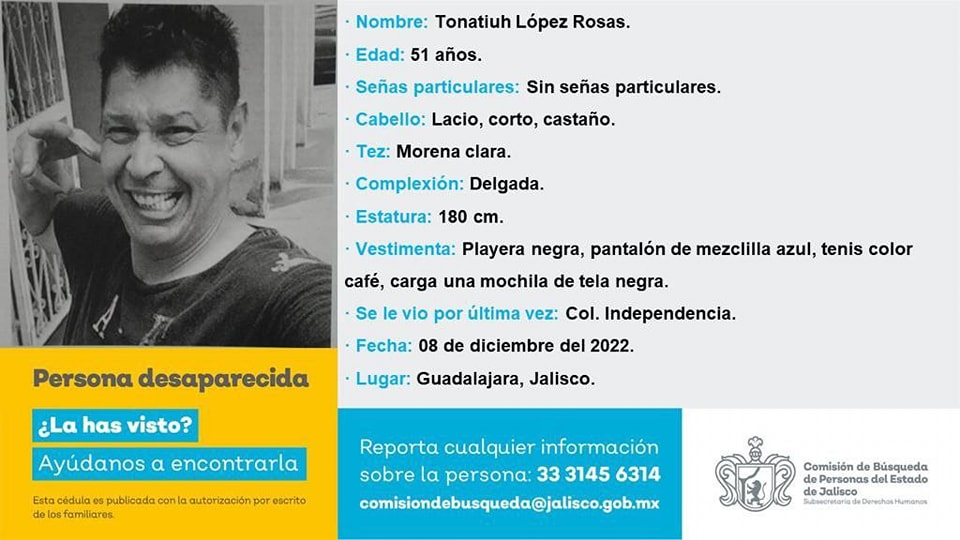 · Nombre: Tonatiuh López Rosas.
· Edad: 51 años.
· Señas particulares: Sin señas particulares.
· Cabello: Lacio, corto, castaño.
· Tez: Morena clara.
· Complexión: Delgada.
· Estatura: 180 cm.
· Vestimenta: Playera negra, pantalón de mezclilla azul, tenis color
café, carga una mochila de tela negra.
· Se le vio por última vez: Col. Independencia.
· Fecha: 08 de diciembre del 2022.
· Lugar: Guadalajara, Jalisco.
Persona desaparecida
¿La has visto?
Ayúdanos a encontrarla
Esta cédula es publicada con la autorización por escrito
de los familiares.
Reporta cualquier información
sobre la persona: 33 3145 6314
comisiondebusqueda@jalisco.gob.mx
Comisión de Búsqueda
de Personas del Estado
de Jalisco
Subsecretaría de Derechos Humanos